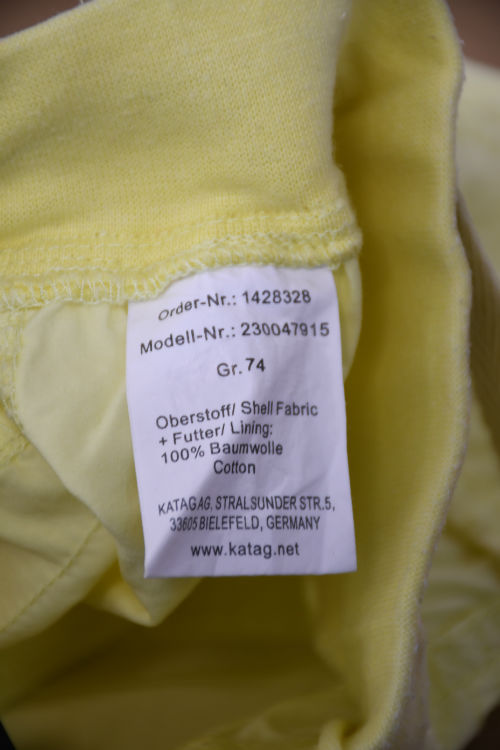 Order-Nr.: 1428328
Modell-Nr.: 230047915
Gr. 74
Oberstoff/ Shell Fabric
+ Futter/ Lining:
100% Baumwolle
Cotton
KATAG AG, STRALSUNDER STR.5,
33605 BIELEFELD, GERMANY
www.katag.net